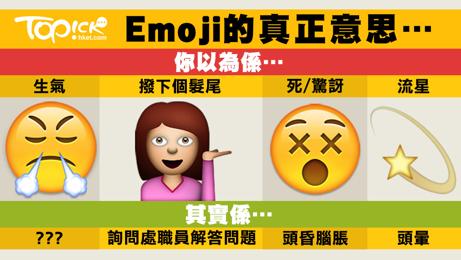 TOPick
hket.com
Emoji的真正意思…
你以為係…
生氣 撥下個髮尾 死/驚訝 流星
其實係…
??? 詢問處職員解答問題 頭昏腦脹 頭暈